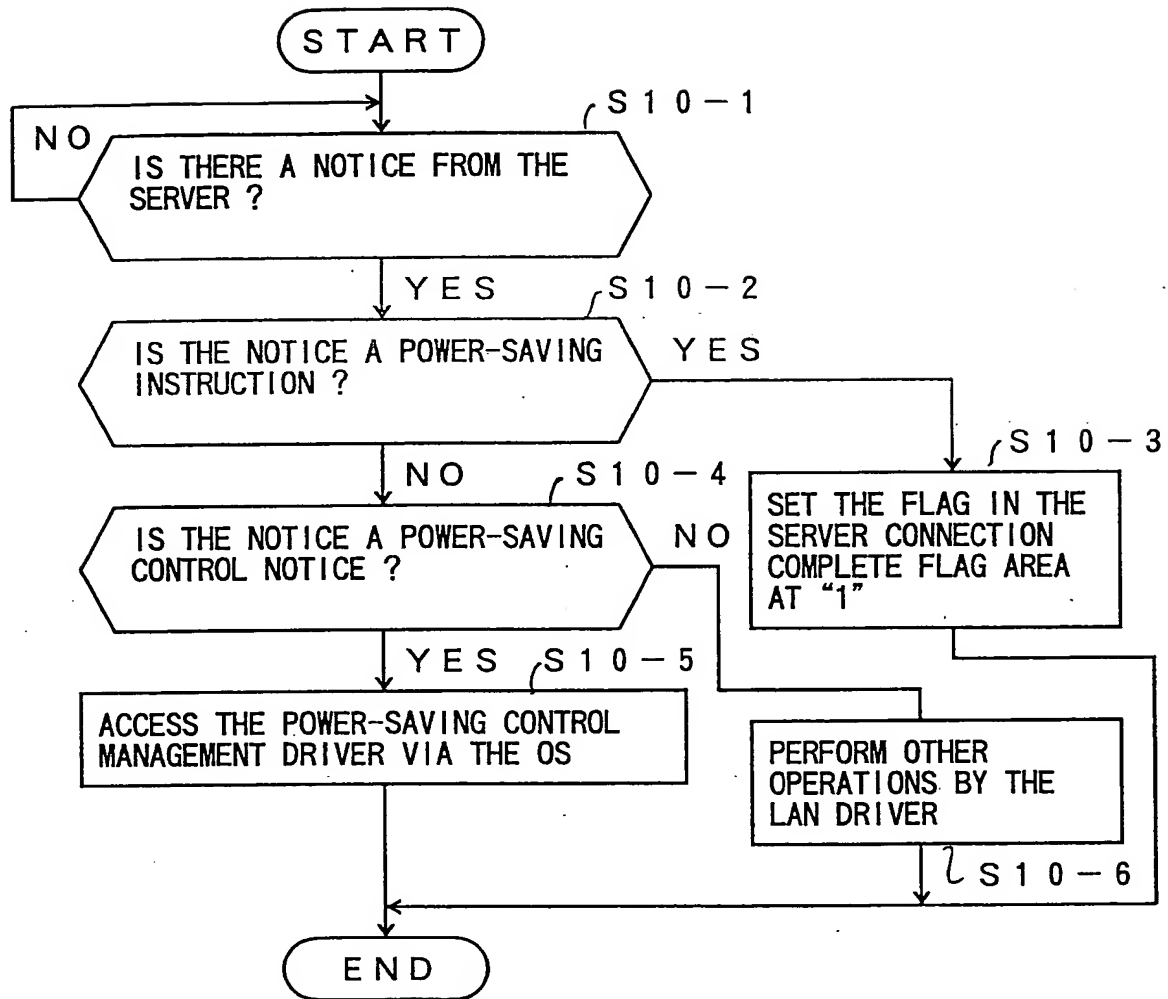 START
S10-1
NO
IS THERE A NOTICE FROM THE
SERVER ?
YES
S10-2
IS THE NOTICE A POWER-SAVING
INSTRUCTION ?
YES
S10-3
NO
S10-4
SET THE FLAG IN THE
SERVER CONNECTION
COMPLETE FLAG AREA
AT "1"
IS THE NOTICE A POWER-SAVING
CONTROL NOTICE ?
NO
YES
S10-5
ACCESS THE POWER-SAVING CONTROL
MANAGEMENT DRIVER VIA THE OS
PERFORM OTHER
OPERATIONS BY THE
LAN DRIVER
S10-6
END